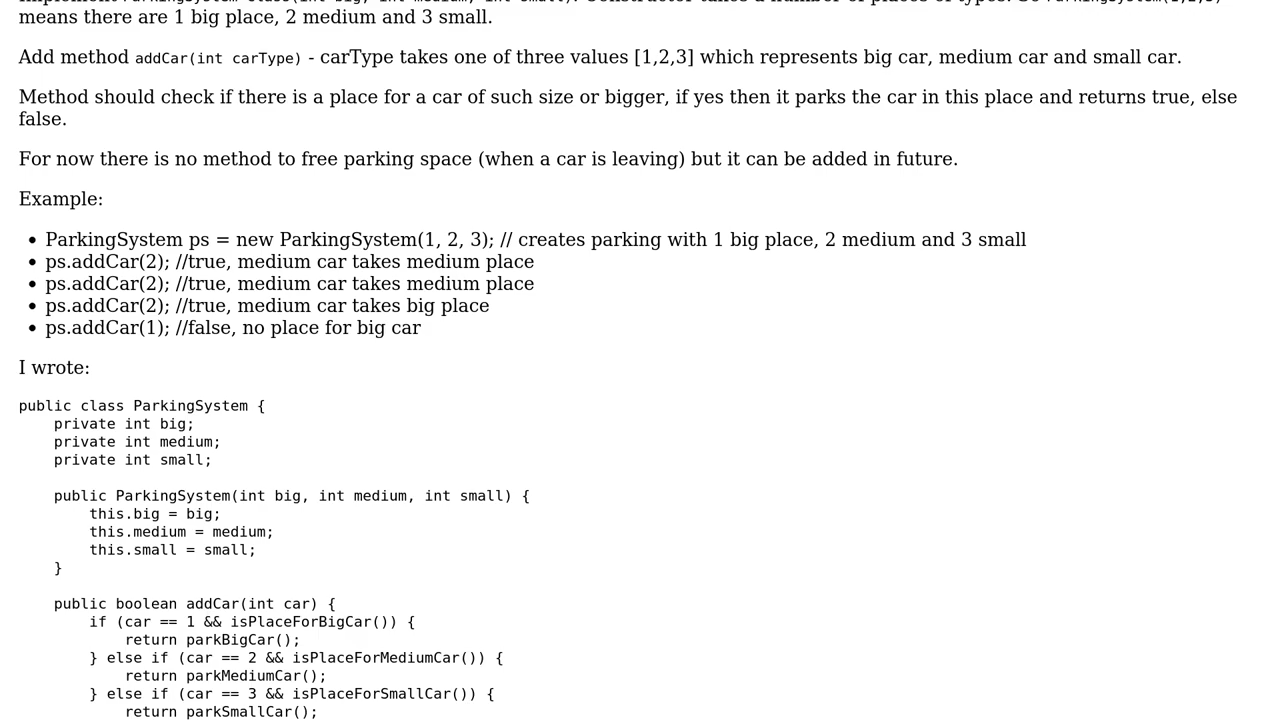 means there are 1 big place, 2 medium and 3 small.
Add method addCar(int carType) - carType takes one of three values [1,2,3] which represents big car, medium car and small car.
Method should check if there is a place for a car of such size or bigger, if yes then it parks the car in this place and returns true, else
false.
For now there is no method to free parking space (when a car is leaving) but it can be added in future.
Example:
• ParkingSystem ps = new ParkingSystem(1, 2, 3); // creates parking with 1 big place, 2 medium and 3 small
• ps.addCar(2); //true, medium car takes medium place
• ps.addCar(2); //true, medium car takes medium place
• ps.addCar(2); //true, medium car takes big place
• ps.addCar(1); //false, no place for big car
I wrote:
public class ParkingSystem {
    private int big;
    private int medium;
    private int small;
    public ParkingSystem(int big, int medium, int small) {
        this.big = big;
        this.medium = medium;
        this.small = small;
    }
    public boolean addCar(int car) {
        if (car == 1 && isPlaceForBigCar()) {
            return parkBigCar();
        } else if (car == 2 && isPlaceForMediumCar()) {
            return parkMediumCar();
        } else if (car == 3 && isPlaceForSmallCar()) {
            return parkSmallCar();